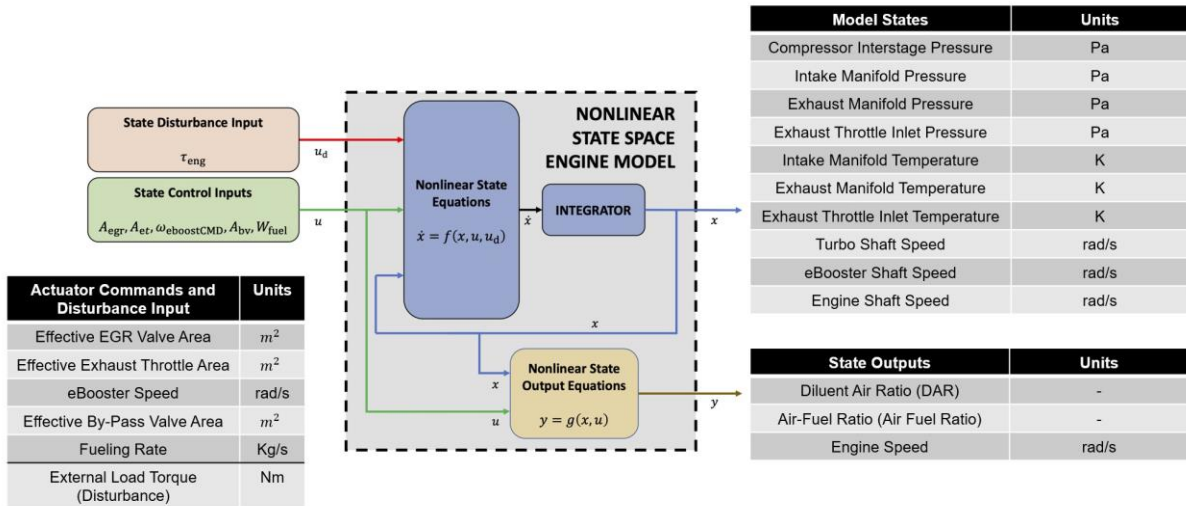 State Disturbance Input
τ_eng
u_d
State Control Inputs
A_egr, A_et, ω_eboostCMD, A_bv, W_fuel
u
NONLINEAR
STATE SPACE
ENGINE MODEL
Nonlinear State
Equations
ẋ = f(x, u, u_d)
ẋ
INTEGRATOR
x
x
x
u
Nonlinear State
Output Equations
y = g(x, u)
y
Actuator Commands and Disturbance Input Units
Effective EGR Valve Area m²
Effective Exhaust Throttle Area m²
eBooster Speed rad/s
Effective By-Pass Valve Area m²
Fueling Rate Kg/s
External Load Torque (Disturbance) Nm
Model States Units
Compressor Interstage Pressure Pa
Intake Manifold Pressure Pa
Exhaust Manifold Pressure Pa
Exhaust Throttle Inlet Pressure Pa
Intake Manifold Temperature K
Exhaust Manifold Temperature K
Exhaust Throttle Inlet Temperature K
Turbo Shaft Speed rad/s
eBooster Shaft Speed rad/s
Engine Shaft Speed rad/s
State Outputs Units
Diluent Air Ratio (DAR) -
Air-Fuel Ratio (Air Fuel Ratio) -
Engine Speed rad/s